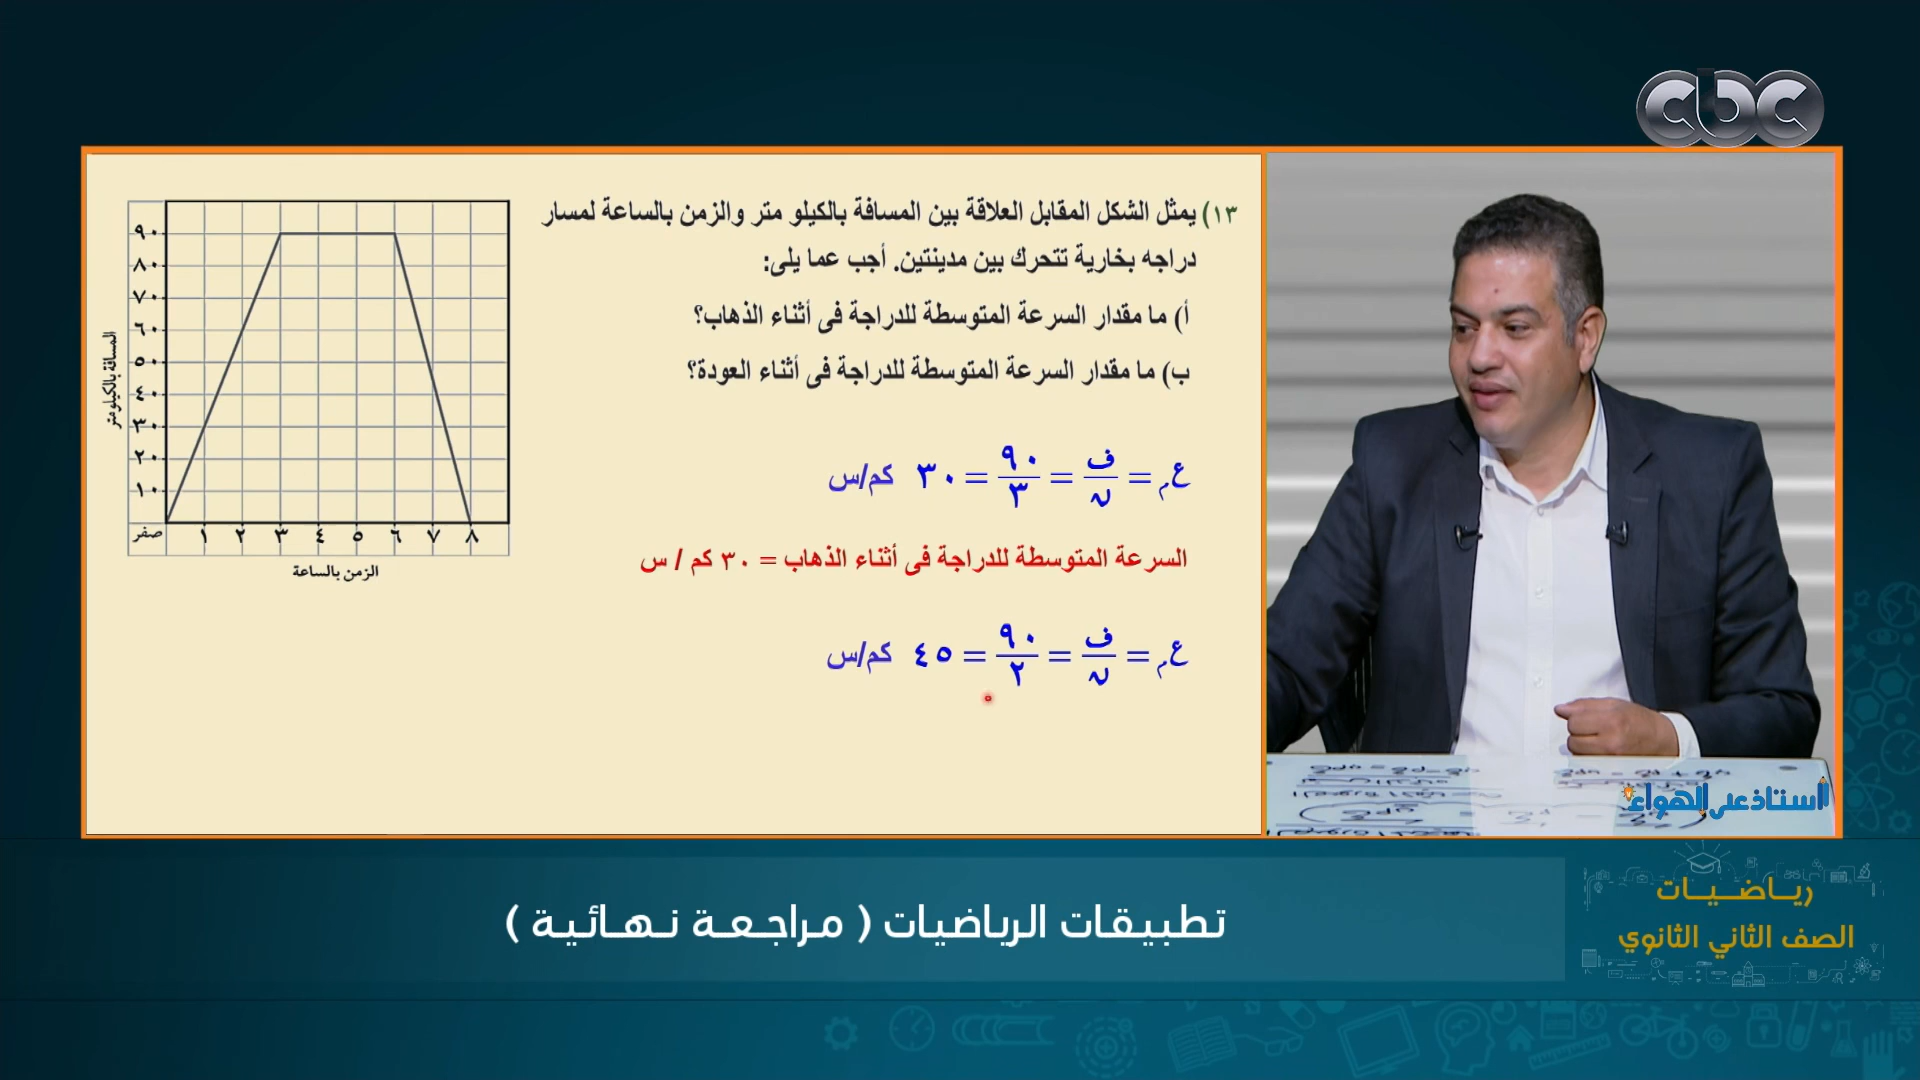 cbc
١٣) يمثل الشكل المقابل العلاقة بين المسافة بالكيلو متر والزمن بالساعة لمسار
دراجه بخارية تتحرك بين مدينتين. أجب عما يلى:
أ) ما مقدار السرعة المتوسطة للدراجة فى أثناء الذهاب؟
ب) ما مقدار السرعة المتوسطة للدراجة فى أثناء العودة؟
ع م = ف/ن = ٩٠/٣ = ٣٠ كم/س
السرعة المتوسطة للدراجة فى أثناء الذهاب = ٣٠ كم / س
ع م = ف/ن = ٩٠/٢ = ٤٥ كم/س
المسافة بالكيلومتر
٩٠
٨٠
٧٠
٦٠
٥٠
٤٠
٣٠
٢٠
١٠
صفر ١ ٢ ٣ ٤ ٥ ٦ ٧ ٨
الزمن بالساعة
أستاذ على الهواء
رياضيات
الصف الثاني الثانوي
تطبيقات الرياضيات ( مراجعة نهائية )